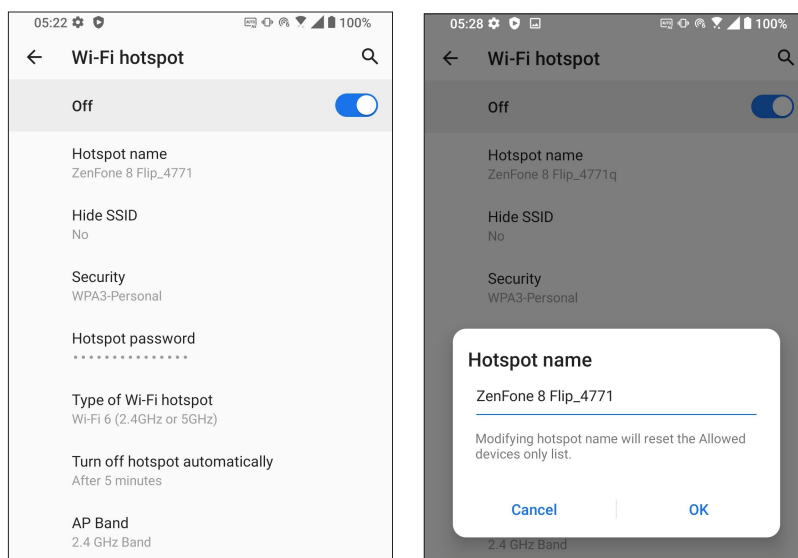 05:22
100%
Wi-Fi hotspot
Off
Hotspot name
ZenFone 8 Flip_4771
Hide SSID
No
Security
WPA3-Personal
Hotspot password
• • • • • • • • • • • • • • •
Type of Wi-Fi hotspot
Wi-Fi 6 (2.4GHz or 5GHz)
Turn off hotspot automatically
After 5 minutes
AP Band
2.4 GHz Band
05:28
100%
Wi-Fi hotspot
Off
Hotspot name
ZenFone 8 Flip_4771q
Hide SSID
No
Security
WPA3-Personal
Hotspot name
ZenFone 8 Flip_4771
Modifying hotspot name will reset the Allowed
devices only list.
Cancel
OK
2.4 GHz Band